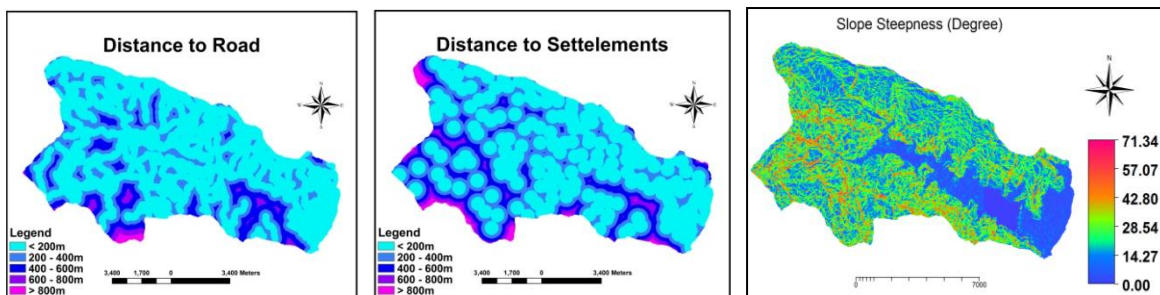 Distance to Road
N
W
E
S
Legend
< 200m
200 - 400m
400 - 600m
600 - 800m
> 800m
3,400 1,700 0 3,400 Meters
Distance to Settelements
N
W
E
S
Legend
< 200m
200 - 400m
400 - 600m
600 - 800m
> 800m
3,400 1,700 0 3,400 Meters
Slope Steepness (Degree)
N
71.34
57.07
42.80
28.54
14.27
0.00
0 7000